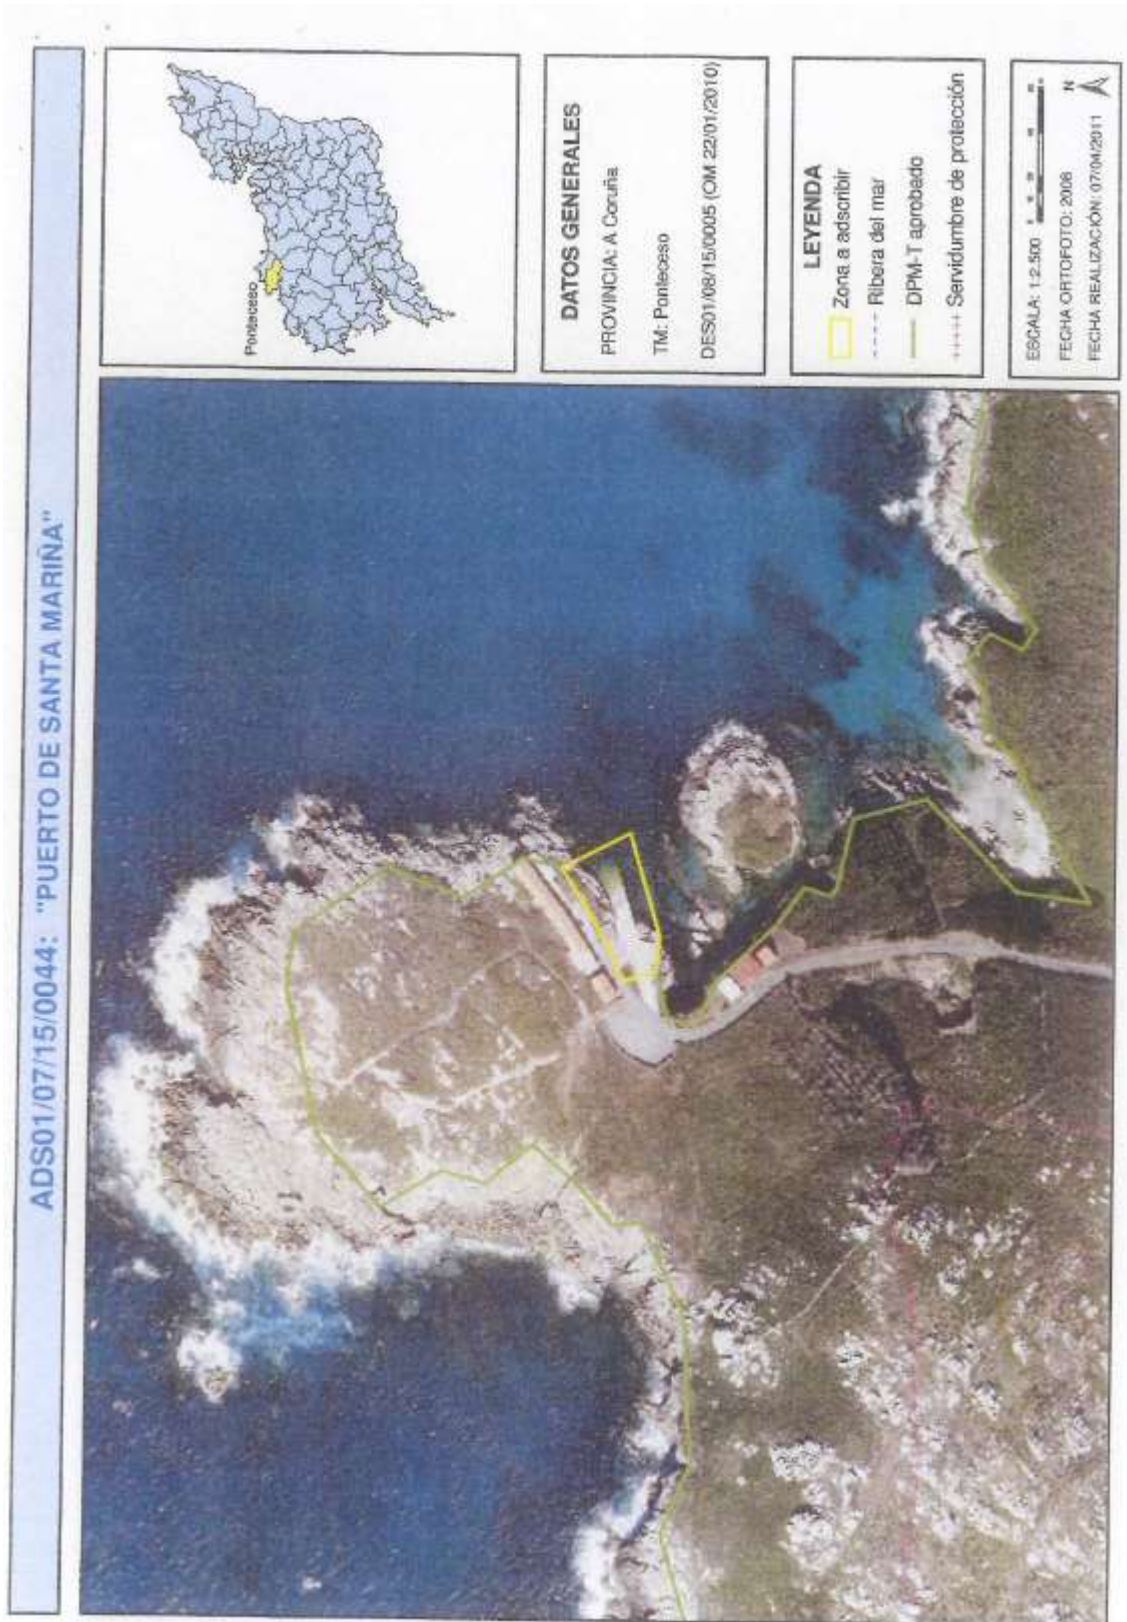 ADS01/07/15/0044: "PUERTO DE SANTA MARIÑA"
Ponteceso
DATOS GENERALES
PROVINCIA: A Coruña
TM: Ponteceso
DES01/08/15/0005 (OM 22/01/2010)
LEYENDA
Zona a adscribir
Ribera del mar
DPM-T aprobado
Servidumbre de protección
ESCALA: 1:2.500
N
FECHA ORTOFOTO: 2006
FECHA REALIZACIÓN: 07/04/2011